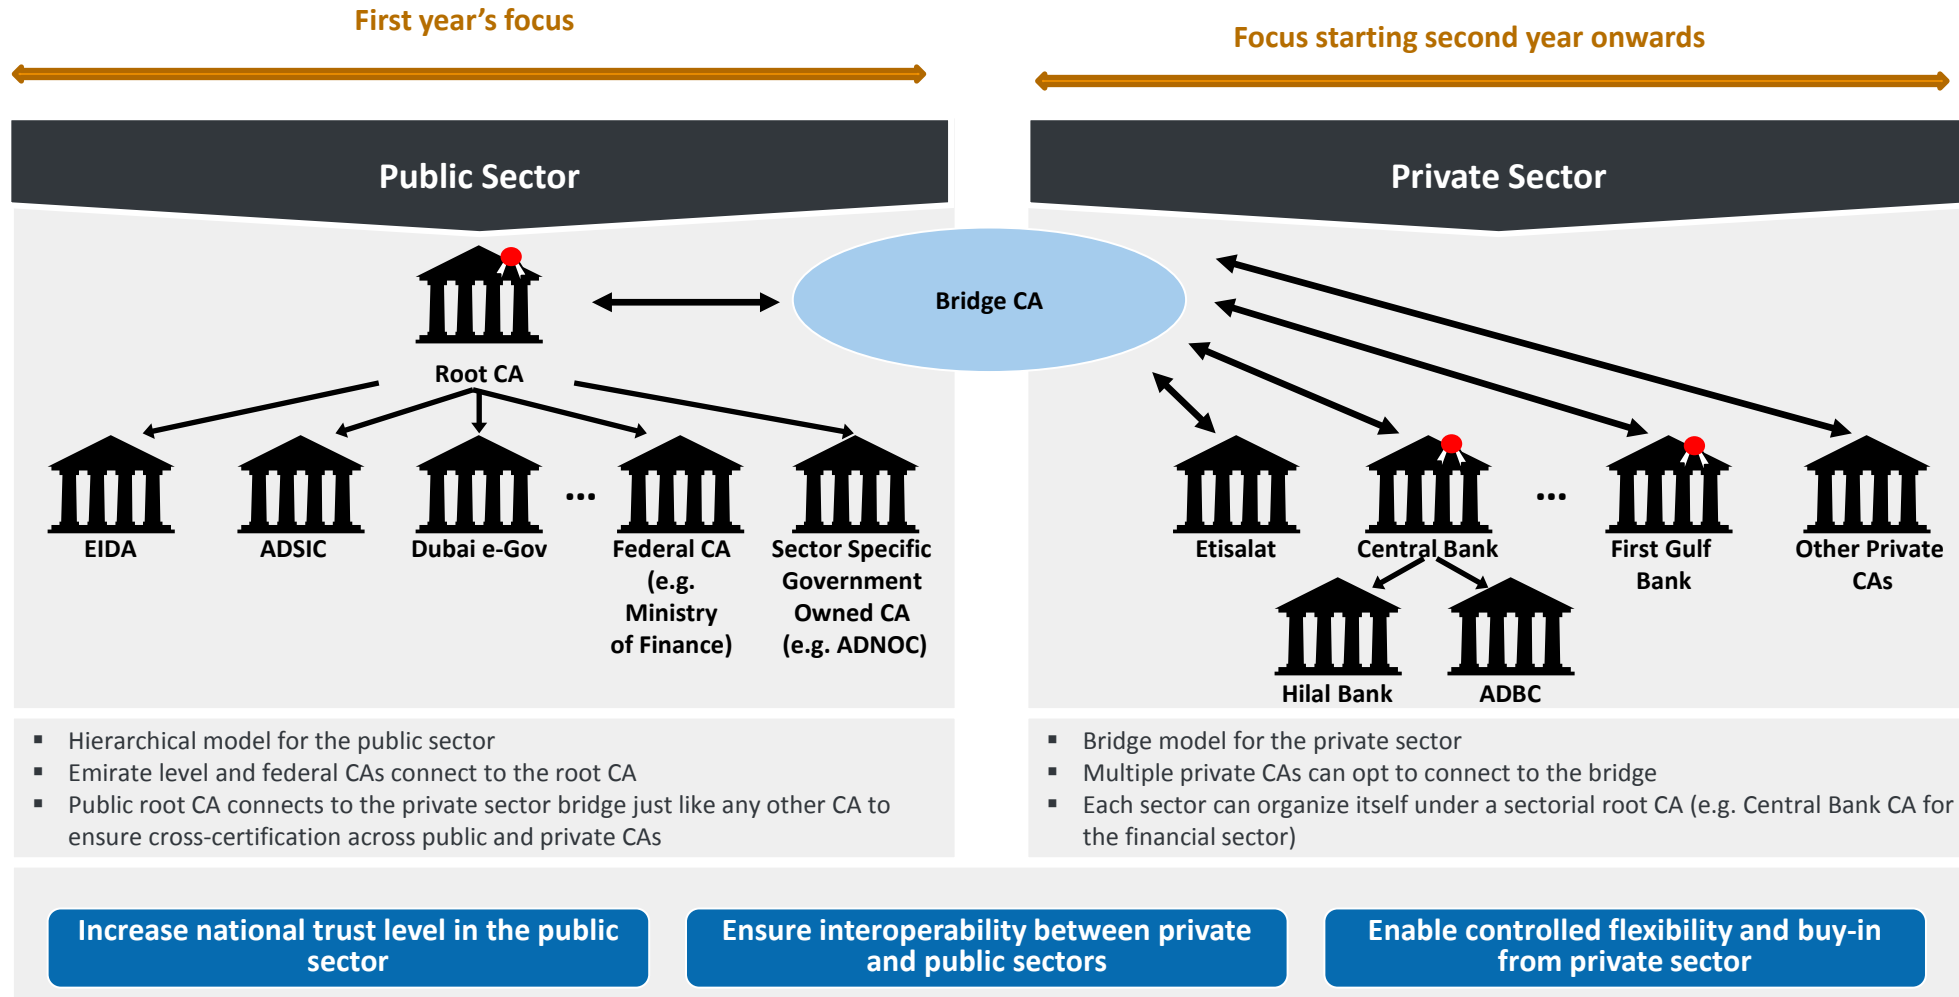 First year’s focus
Focus starting second year onwards
Public Sector
Private Sector
Bridge CA
Root CA
EIDA
ADSIC
Dubai e-Gov
...
Federal CA
(e.g.
Ministry
of Finance)
Sector Specific
Government
Owned CA
(e.g. ADNOC)
Etisalat
Central Bank
...
First Gulf
Bank
Other Private
CAs
Hilal Bank
ADBC
▪ Hierarchical model for the public sector
▪ Emirate level and federal CAs connect to the root CA
▪ Public root CA connects to the private sector bridge just like any other CA to
ensure cross-certification across public and private CAs
▪ Bridge model for the private sector
▪ Multiple private CAs can opt to connect to the bridge
▪ Each sector can organize itself under a sectorial root CA (e.g. Central Bank CA for
the financial sector)
Increase national trust level in the public
sector
Ensure interoperability between private
and public sectors
Enable controlled flexibility and buy-in
from private sector